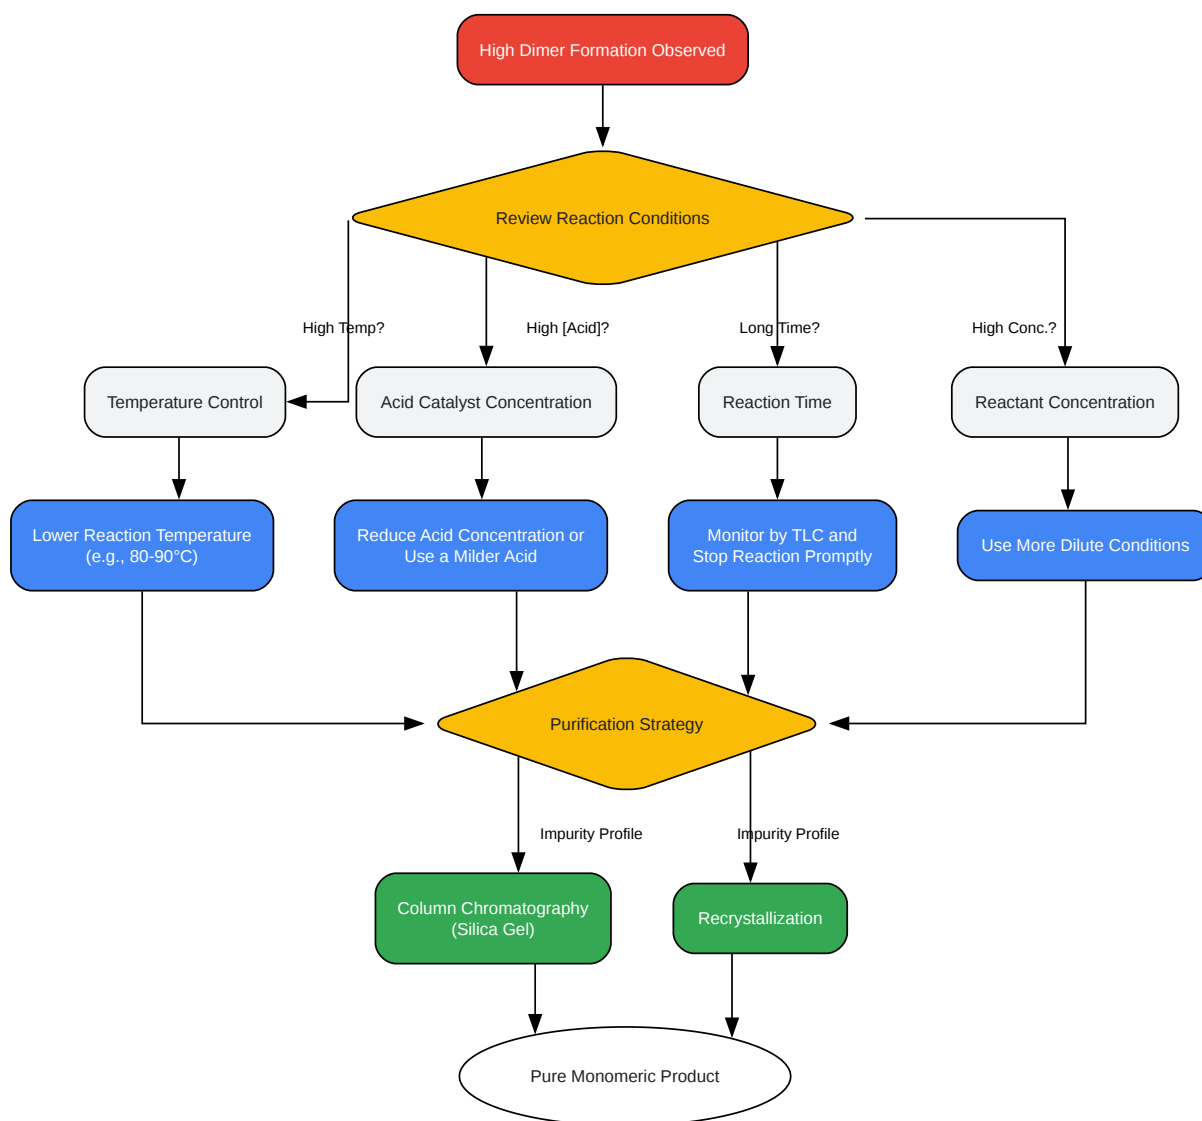 High Dimer Formation Observed
Review Reaction Conditions
High Temp?
High [Acid]?
Long Time?
High Conc.?
Temperature Control
Acid Catalyst Concentration
Reaction Time
Reactant Concentration
Lower Reaction Temperature
(e.g., 80-90°C)
Reduce Acid Concentration or
Use a Milder Acid
Monitor by TLC and
Stop Reaction Promptly
Use More Dilute Conditions
Purification Strategy
Impurity Profile
Impurity Profile
Column Chromatography
(Silica Gel)
Recrystallization
Pure Monomeric Product